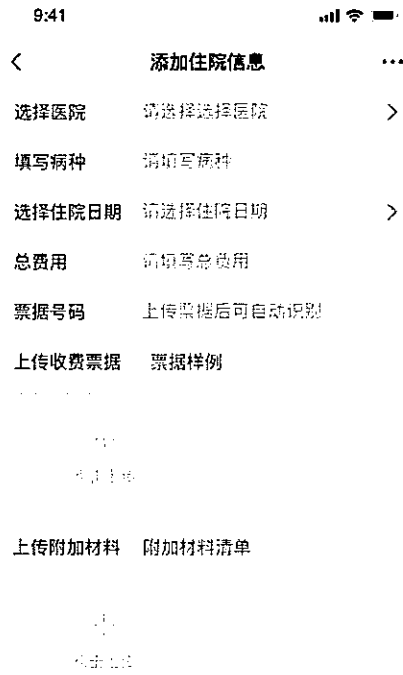 9:41
添加住院信息
选择医院 请选择选择医院
填写病种 请填写病种
选择住院日期 请选择住院日期
总费用 请填写总费用
票据号码 上传票据后可自动识别
上传收费票据 票据样例
上传附加材料 附加材料清单